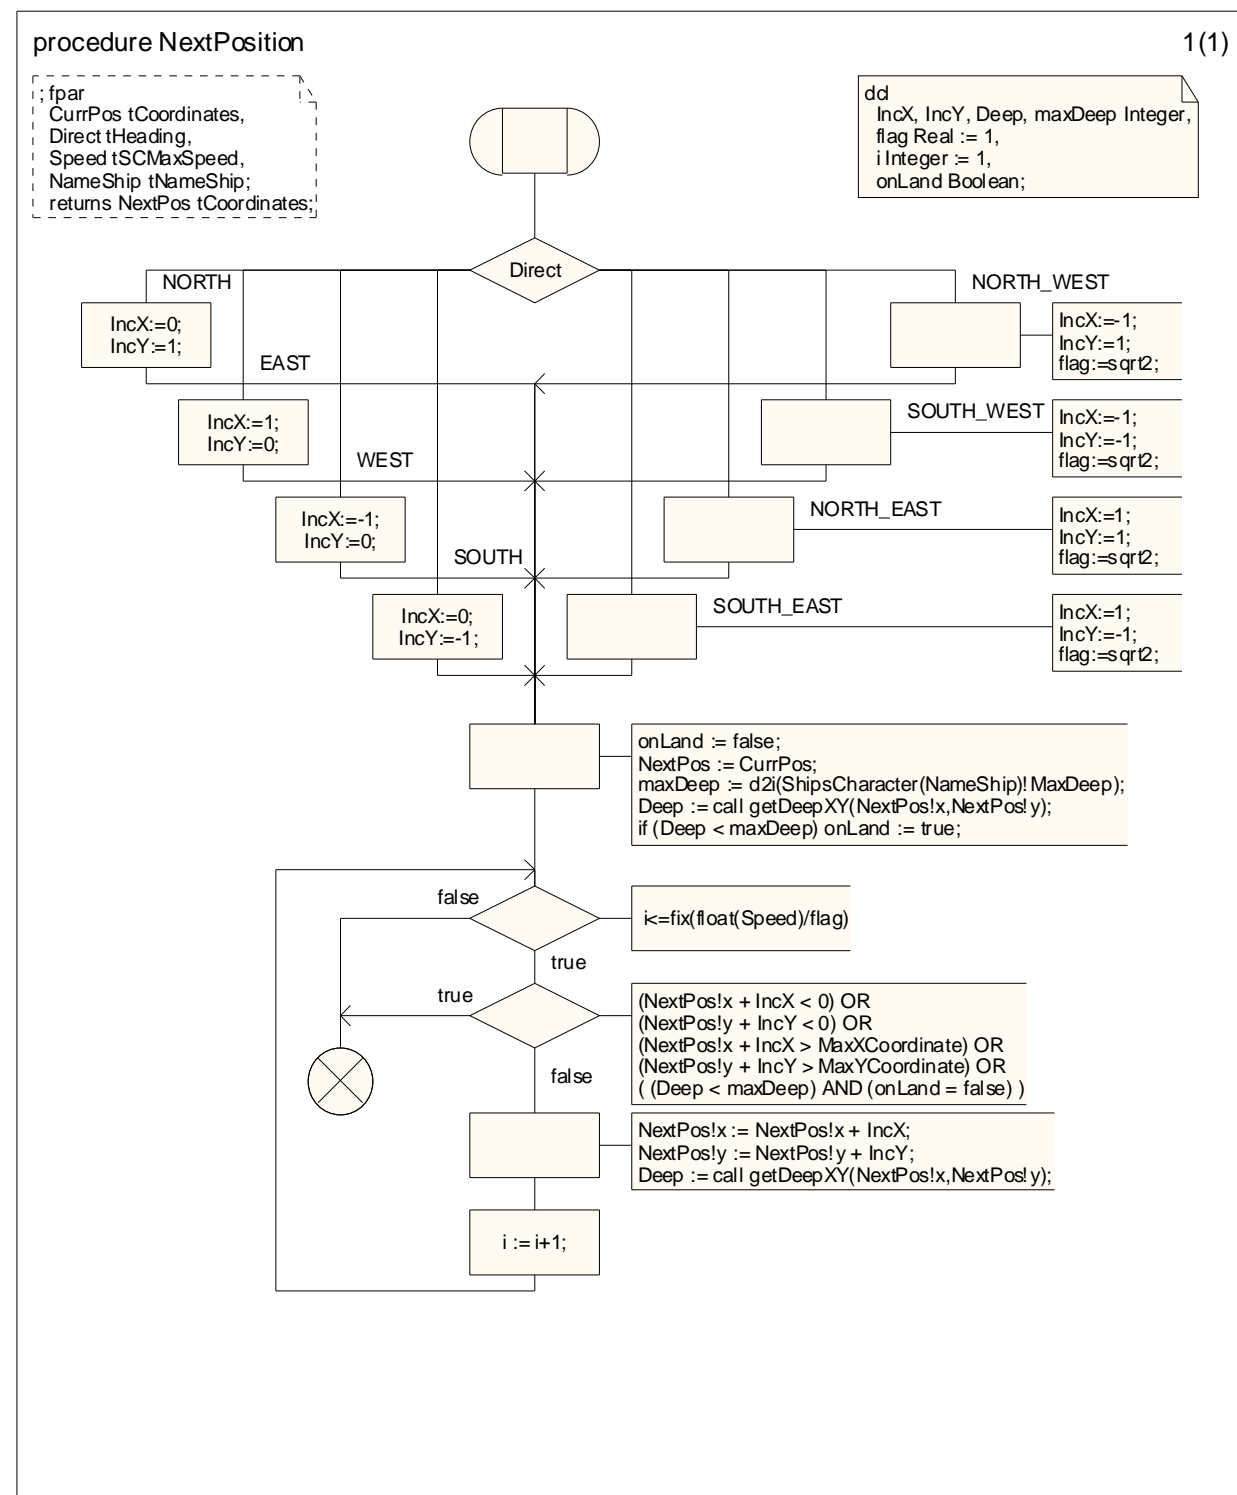 procedure NextPosition
1(1)
; fpar
CurrPos tCoordinates,
Direct tHeading,
Speed tSCMaxSpeed,
NameShip tNameShip;
returns NextPos tCoordinates;
dcl
IncX, IncY, Deep, maxDeep Integer,
flag Real := 1,
i Integer := 1,
onLand Boolean;
Direct
NORTH
IncX:=0;
IncY:=1;
NORTH_WEST
IncX:=-1;
IncY:=1;
flag:=sqrt2;
EAST
IncX:=1;
IncY:=0;
SOUTH_WEST
IncX:=-1;
IncY:=-1;
flag:=sqrt2;
WEST
IncX:=-1;
IncY:=0;
NORTH_EAST
IncX:=1;
IncY:=1;
flag:=sqrt2;
SOUTH
IncX:=0;
IncY:=-1;
SOUTH_EAST
IncX:=1;
IncY:=-1;
flag:=sqrt2;
onLand := false;
NextPos := CurrPos;
maxDeep := d2i(ShipsCharacter(NameShip)!MaxDeep);
Deep := call getDeepXY(NextPos!x,NextPos!y);
if (Deep < maxDeep) onLand := true;
false
i<=fix(float(Speed)/flag)
true
true
(NextPos!x + IncX < 0) OR
(NextPos!y + IncY < 0) OR
(NextPos!x + IncX > MaxXCoordinate) OR
(NextPos!y + IncY > MaxYCoordinate) OR
( (Deep < maxDeep) AND (onLand = false) )
false
NextPos!x := NextPos!x + IncX;
NextPos!y := NextPos!y + IncY;
Deep := call getDeepXY(NextPos!x,NextPos!y);
i := i+1;